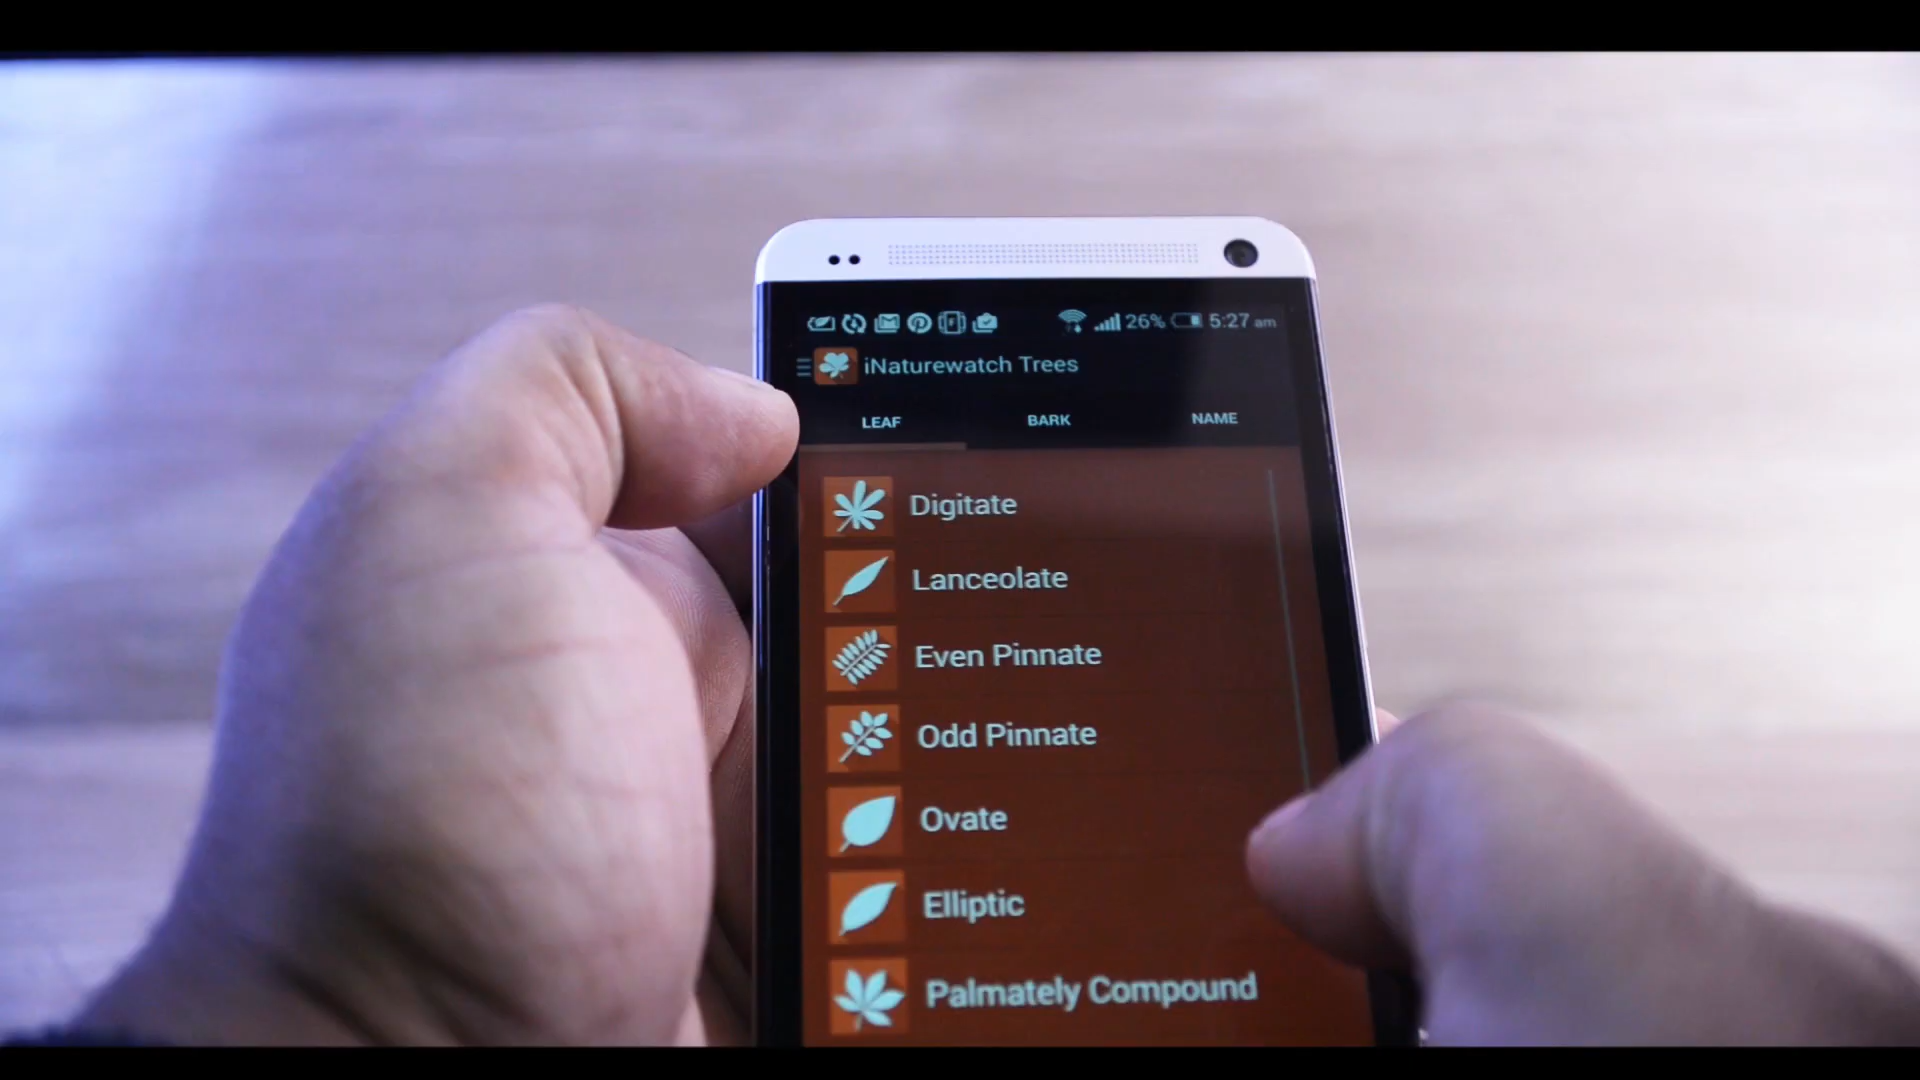 26% 5:27 am
iNaturewatch Trees
LEAF BARK NAME
Digitate
Lanceolate
Even Pinnate
Odd Pinnate
Ovate
Elliptic
Palmately Compound